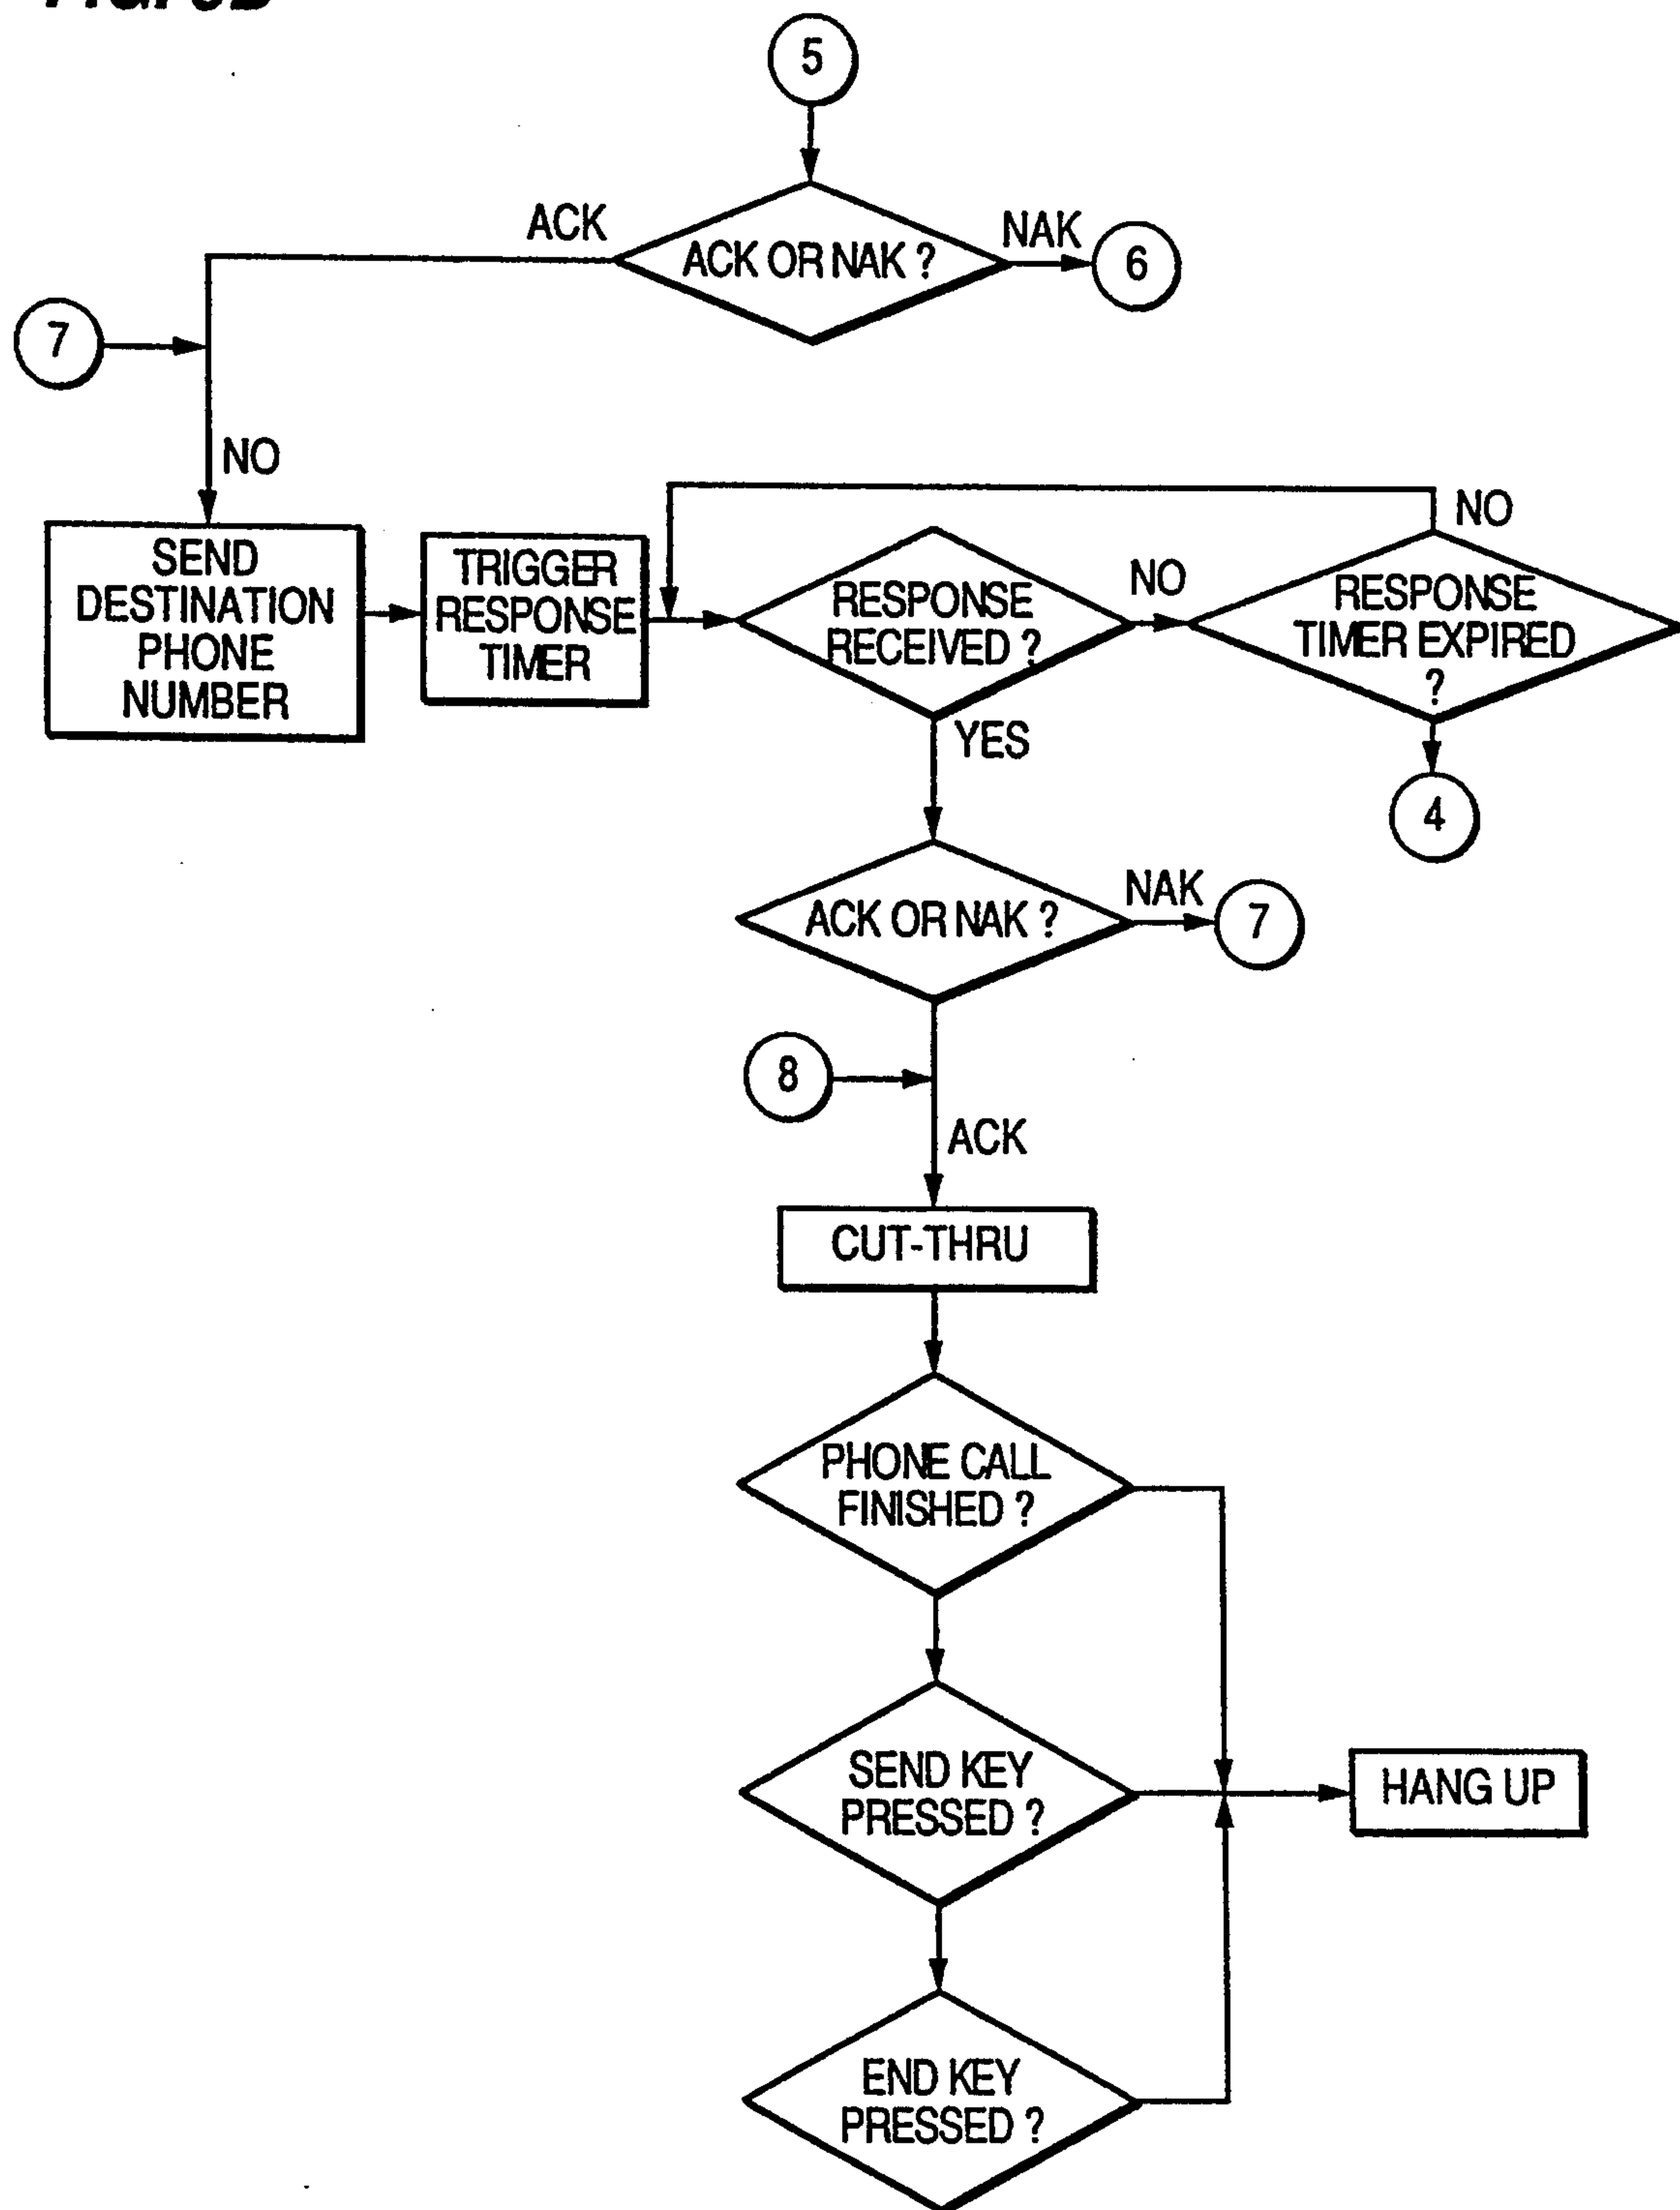 5
ACK
ACK OR NAK ?
NAK
6
7
NO
SEND
DESTINATION
PHONE
NUMBER
TRIGGER
RESPONSE
TIMER
RESPONSE
RECEIVED ?
NO
NO
RESPONSE
TIMER EXPIRED
?
YES
4
ACK OR NAK ?
NAK
7
8
ACK
CUT-THRU
PHONE CALL
FINISHED ?
SEND KEY
PRESSED ?
HANG UP
END KEY
PRESSED ?